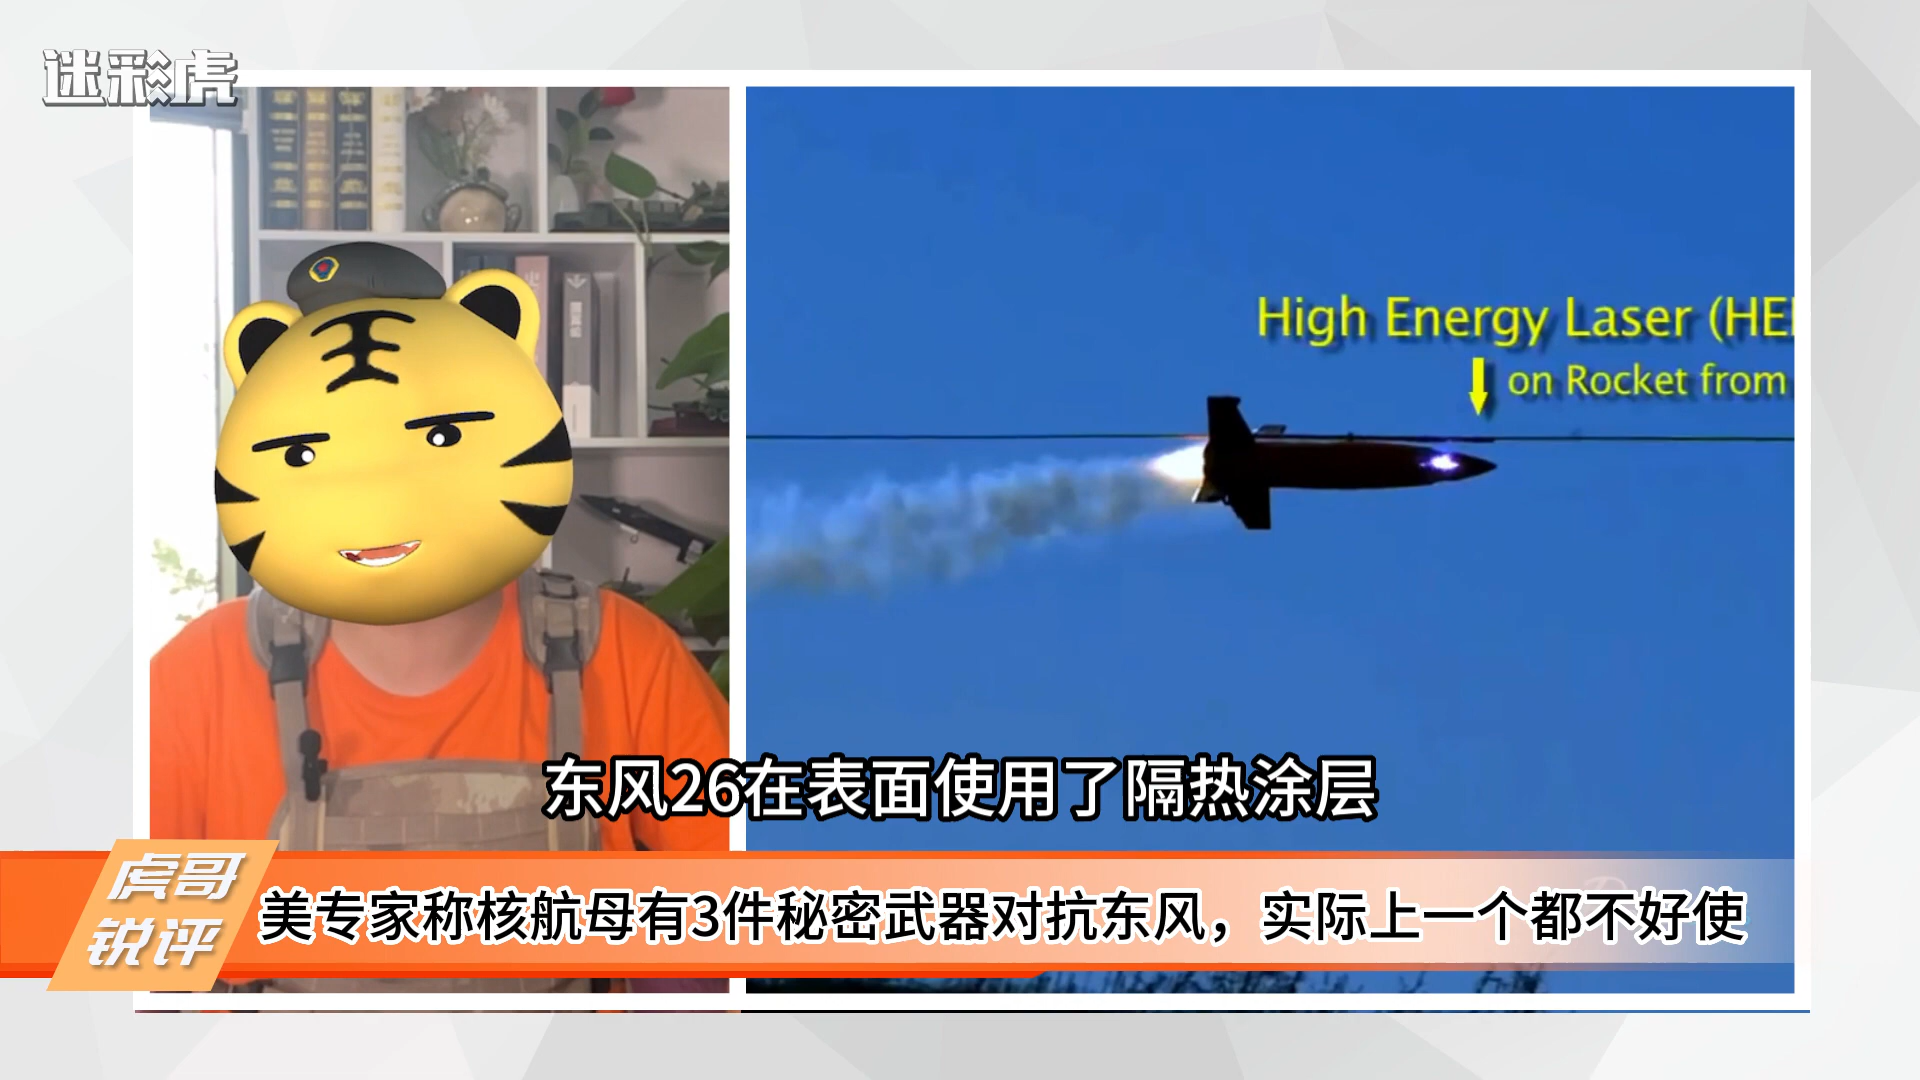 迷彩虎
High Energy Laser (HEL
on Rocket from
东风26在表面使用了隔热涂层
虎哥
锐评
美专家称核航母有3件秘密武器对抗东风，实际上一个都不好使